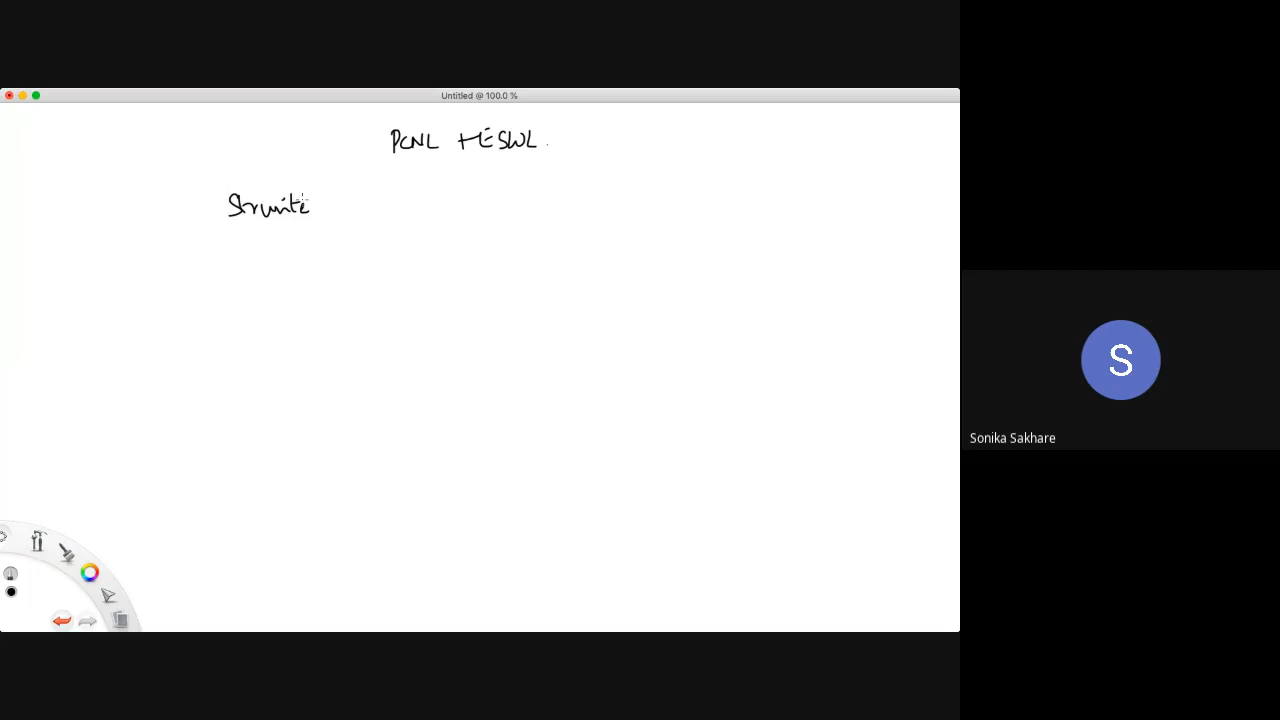 Untitled @ 100.0 %
PCNL + ESWL
Struvite
S
Sonika Sakhare